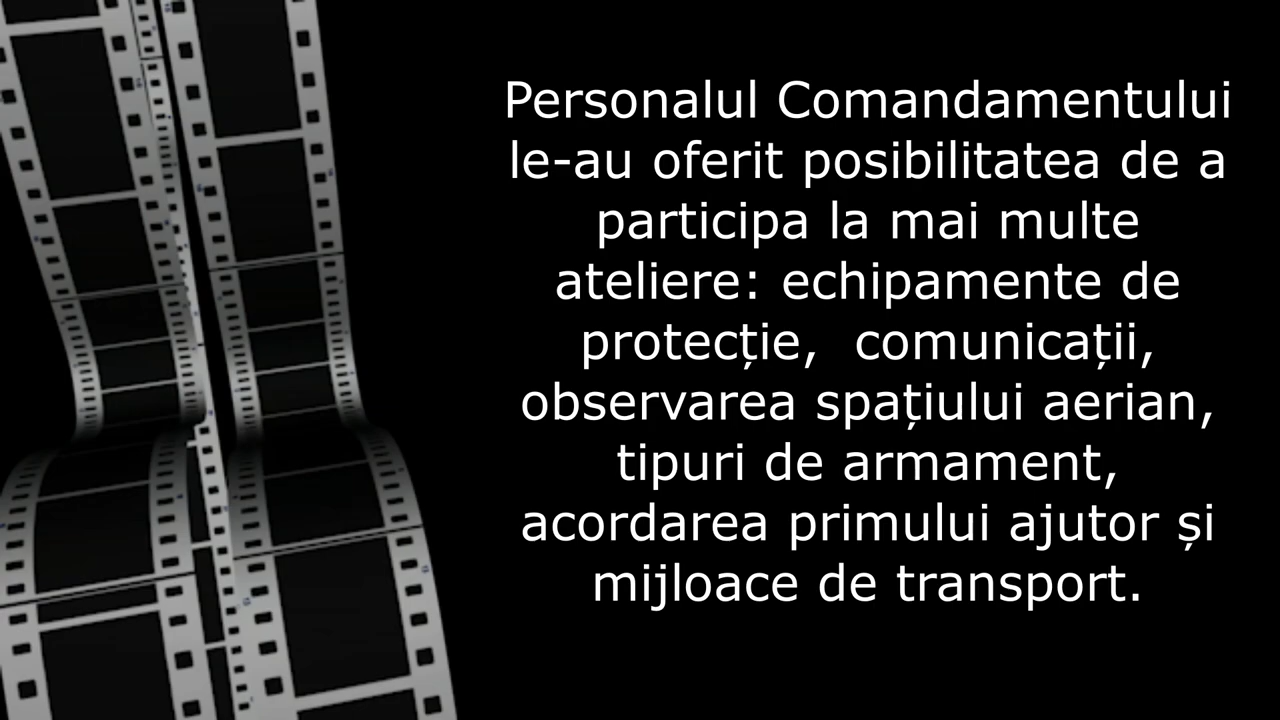 Personalul Comandamentului
le-au oferit posibilitatea de a
participa la mai multe
ateliere: echipamente de
protecție,  comunicații,
observarea spațiului aerian,
tipuri de armament,
acordarea primului ajutor și
mijloace de transport.